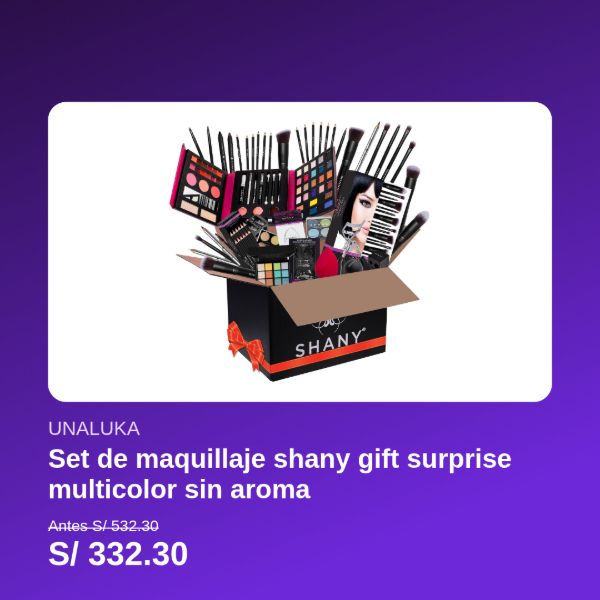 SHANY
UNALUKA
Set de maquillaje shany gift surprise
multicolor sin aroma
Antes S/ 532.30
S/ 332.30